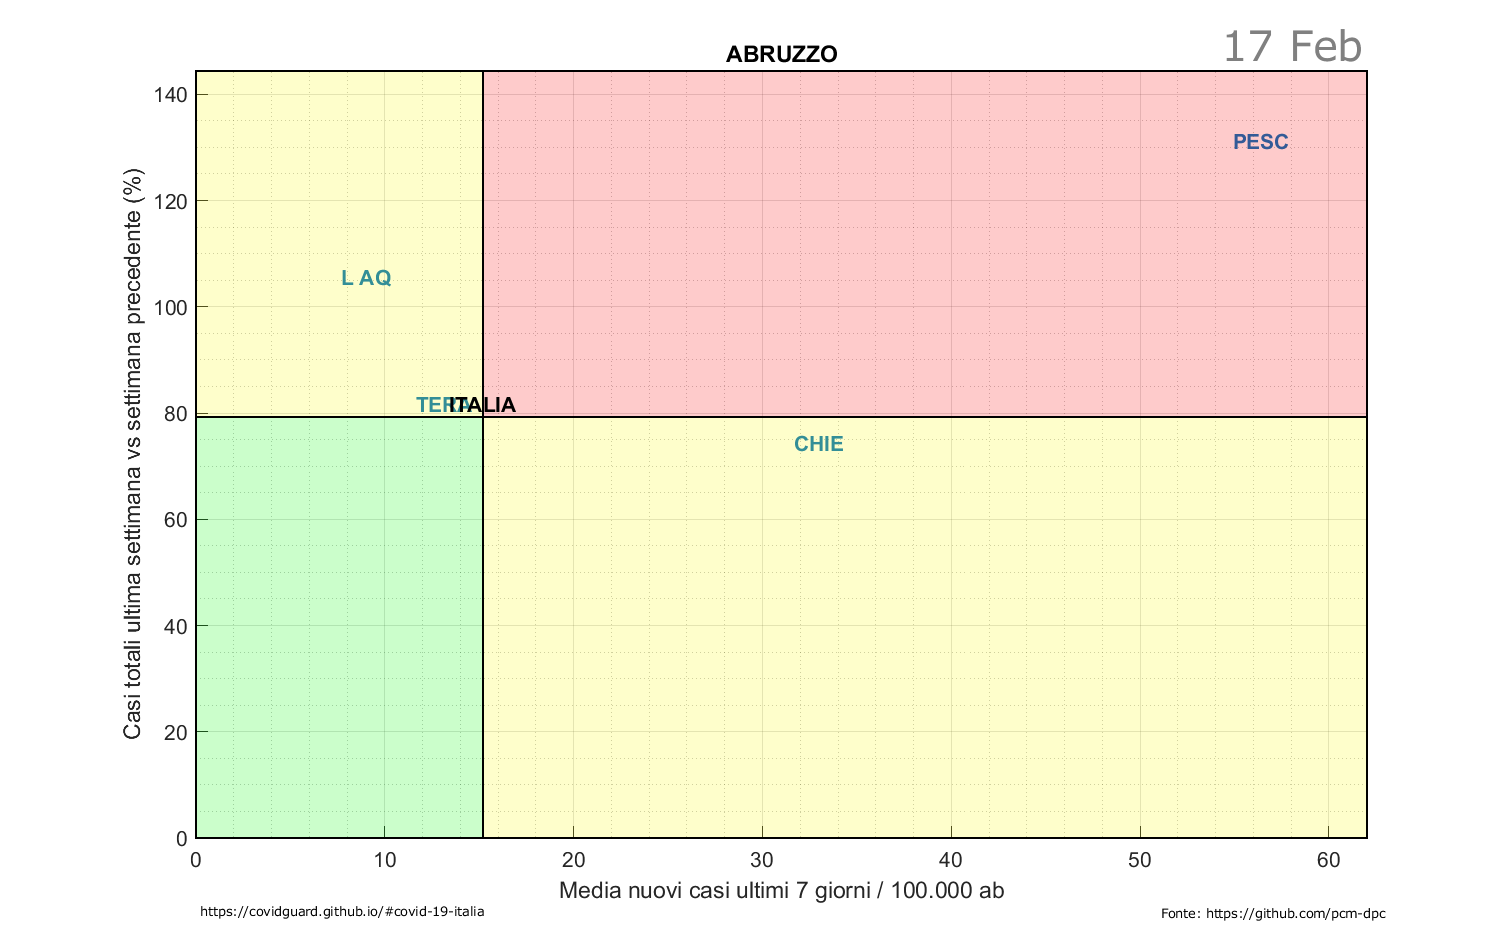 17 Feb
ABRUZZO
Casi totali ultima settimana vs settimana precedente (%)
140
120
100
80
60
40
20
0
PESC
L AQ
TERA
ITALIA
CHIE
0 10 20 30 40 50 60
Media nuovi casi ultimi 7 giorni / 100.000 ab
https://covidguard.github.io/#covid-19-italia
Fonte: https://github.com/pcm-dpc